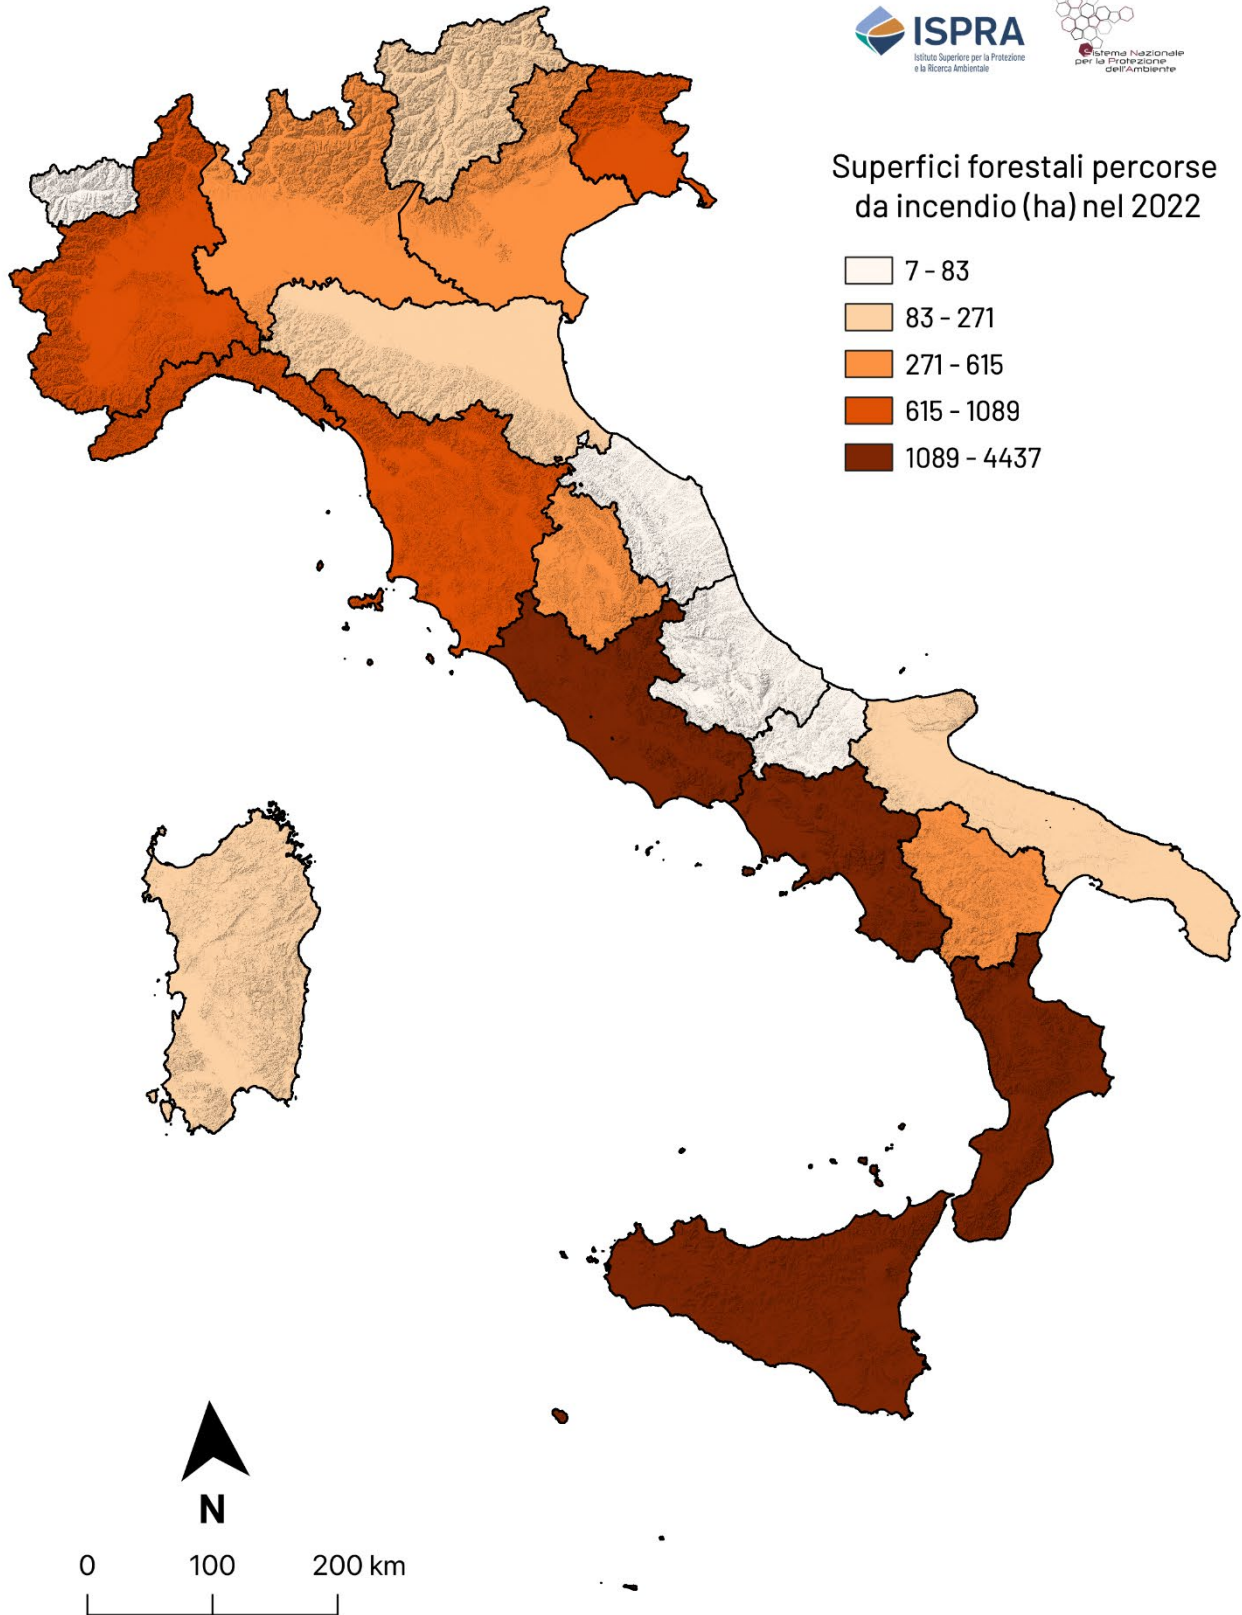 ISPRA
Istituto Superiore per la Protezione
e la Ricerca Ambientale
Sistema Nazionale
per la Protezione
dell'Ambiente
Superfici forestali percorse
da incendio (ha) nel 2022
7 - 83
83 - 271
271 - 615
615 - 1089
1089 - 4437
N
0 100 200 km